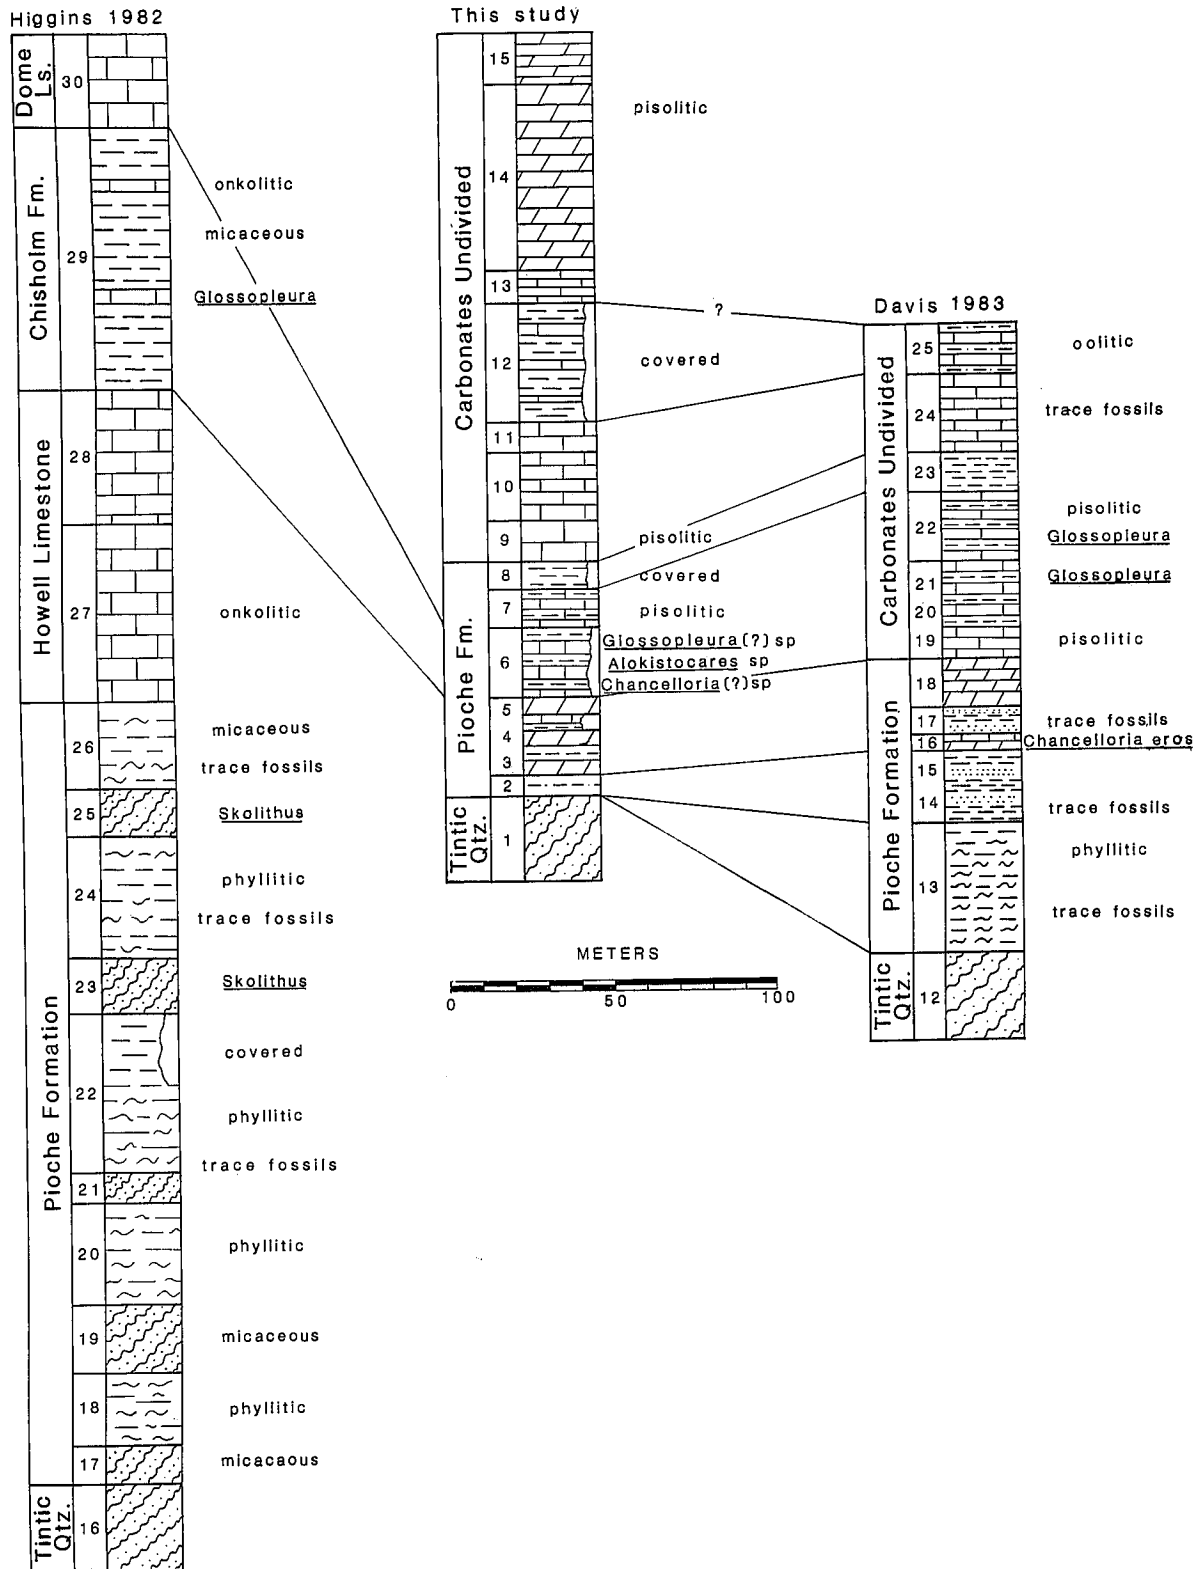 Higgins 1982
Dome Ls.
30
Chisholm Fm.
29
onkolitic
micaceous
Glossopleura
Howell Limestone
28
27
onkolitic
Pioche Formation
26
micaceous
trace fossils
25
Skolithus
24
phyllitic
trace fossils
23
Skolithus
22
covered
phyllitic
trace fossils
21
20
phyllitic
19
micaceous
18
phyllitic
17
micacaous
Tintic Qtz.
16
This study
Carbonates Undivided
15
14
pisolitic
13
?
12
covered
11
10
9
pisolitic
Pioche Fm.
8
covered
7
pisolitic
6
Glossopleura(?) sp
Alokistocares sp
Chancelloria(?) sp
5
4
3
2
Tintic Qtz.
1
METERS
0
50
100
Davis 1983
Carbonates Undivided
25
oolitic
24
trace fossils
23
22
pisolitic
Glossopleura
21
Glossopleura
20
19
pisolitic
Pioche Formation
18
17
trace fossils
16
Chancelloria eros
15
14
trace fossils
13
phyllitic
trace fossils
Tintic Qtz.
12